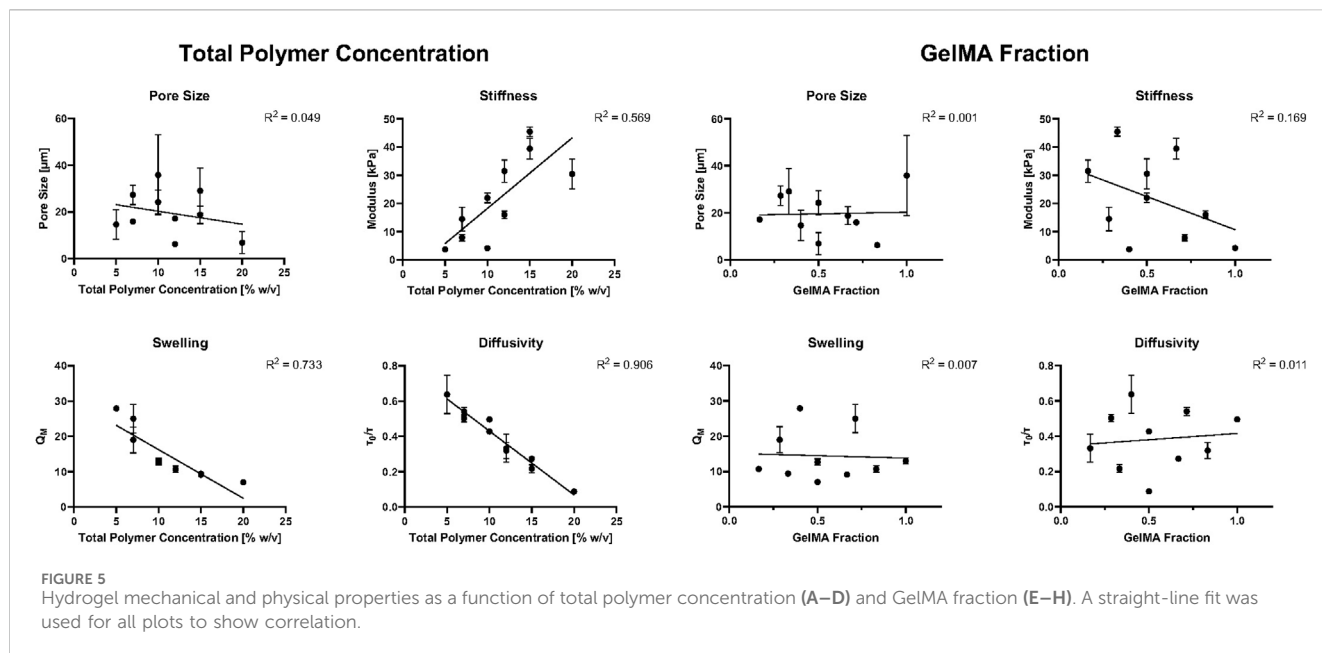 Total Polymer Concentration
GelMA Fraction
Pore Size
R² = 0.049
60
40
20
0
Pore Size [µm]
5
10
15
20
25
Total Polymer Concentration [% w/v]
Stiffness
R² = 0.569
50
40
30
20
10
0
Modulus [kPa]
0
5
10
15
20
25
Total Polymer Concentration [% w/v]
Pore Size
R² = 0.001
60
40
20
0
Pore Size [µm]
0.0
0.5
1.0
GelMA Fraction
Stiffness
R² = 0.169
50
40
30
20
10
0
Modulus [kPa]
0.0
0.5
1.0
GelMA Fraction
Swelling
R² = 0.733
40
30
20
10
0
Q_M
0
5
10
15
20
25
Total Polymer Concentration [% w/v]
Diffusivity
R² = 0.906
0.8
0.6
0.4
0.2
0.0
τ₀/τ
0
5
10
15
20
25
Total Polymer Concentration [% w/v]
Swelling
R² = 0.007
40
30
20
10
0
Q_M
0.0
0.5
1.0
GelMA Fraction
Diffusivity
R² = 0.011
0.8
0.6
0.4
0.2
0.0
τ₀/τ
0.0
0.5
1.0
GelMA Fraction
FIGURE 5
Hydrogel mechanical and physical properties as a function of total polymer concentration (A–D) and GelMA fraction (E–H). A straight-line fit was
used for all plots to show correlation.